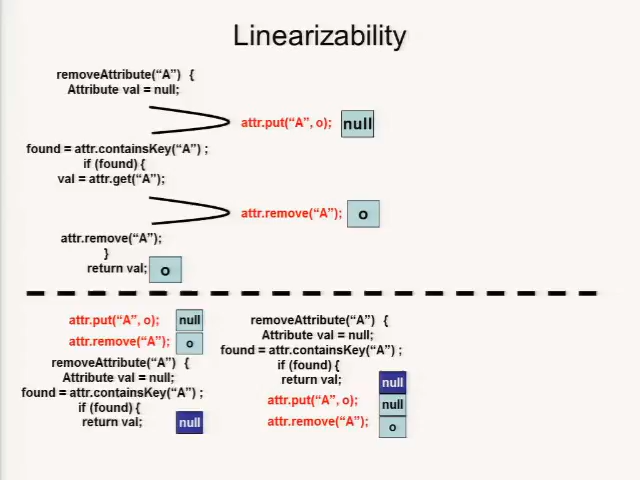 Linearizability
removeAttribute(“A”) {
Attribute val = null;
attr.put(“A”, o); null
found = attr.containsKey(“A”) ;
if (found) {
val = attr.get(“A”);
attr.remove(“A”); o
attr.remove(“A”);
}
return val; o
attr.put(“A”, o); null
attr.remove(“A”); o
removeAttribute(“A”) {
Attribute val = null;
found = attr.containsKey(“A”) ;
if (found) {
return val; null
removeAttribute(“A”) {
Attribute val = null;
found = attr.containsKey(“A”) ;
if (found) {
return val; null
attr.put(“A”, o); null
attr.remove(“A”); o